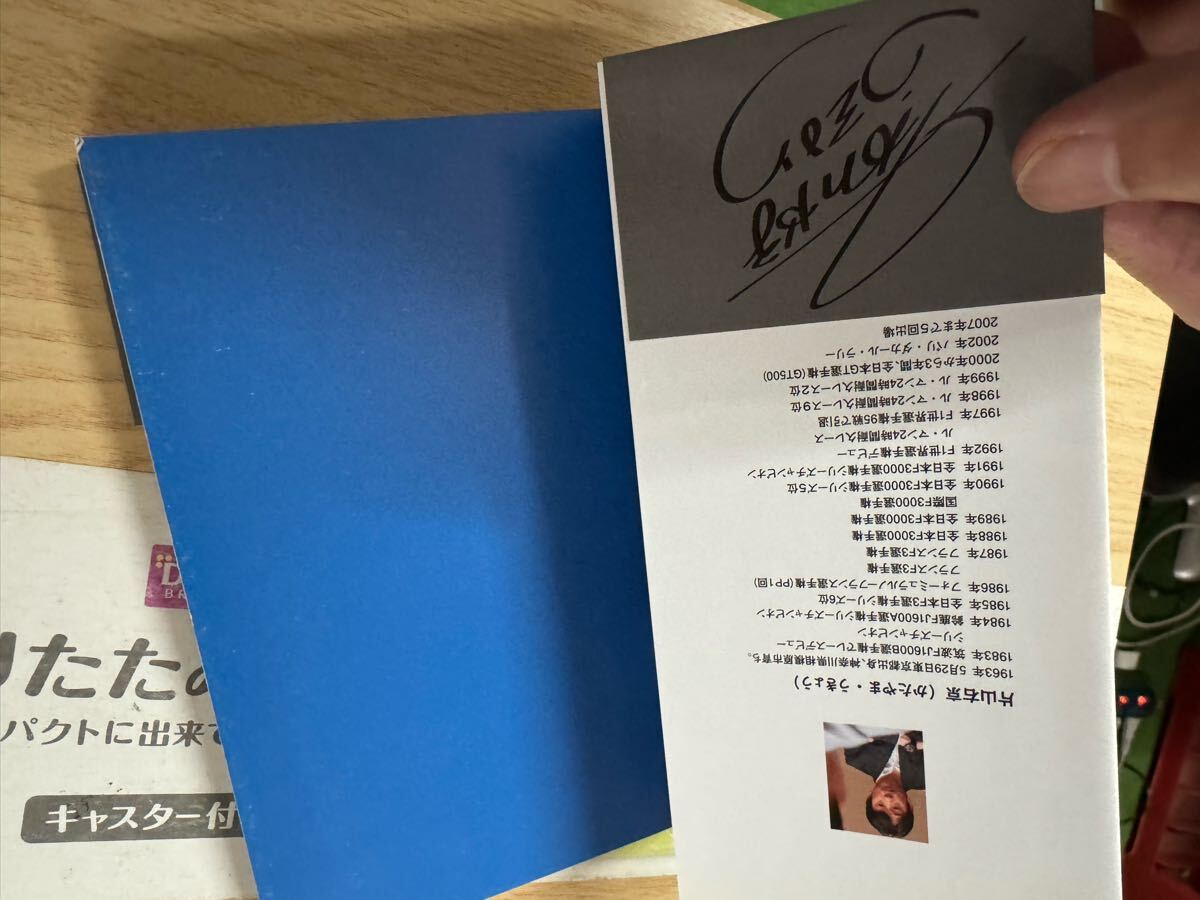 片山右京(かたやま・うきょう)
1963年 5月29日東京都出身、神奈川県相模原市育ち。
1983年 筑波FJ1600B選手権でレースデビュー
シリーズチャンピオン
1984年 鈴鹿FJ1600A選手権シリーズチャンピオン
1985年 全日本F3選手権シリーズ6位
1986年 フォーミュラルノーフランス選手権(PP1回)
フランスF3選手権
1987年 フランスF3選手権
1988年 全日本F3000選手権
1989年 全日本F3000選手権
国際F3000選手権
1990年 全日本F3000選手権シリーズ5位
1991年 全日本F3000選手権シリーズチャンピオン
1992年 F1世界選手権デビュー
ル・マン24時間耐久レース
1997年 F1世界選手権95戦で引退
1998年 ル・マン24時間耐久レース9位
1999年 ル・マン24時間耐久レース2位
2000年から3年間、全日本GT選手権(GT500)
2002年 パリ・ダカール・ラリー
2007年まで5回出場
りたたみ
パクトに出来て
キャスター付